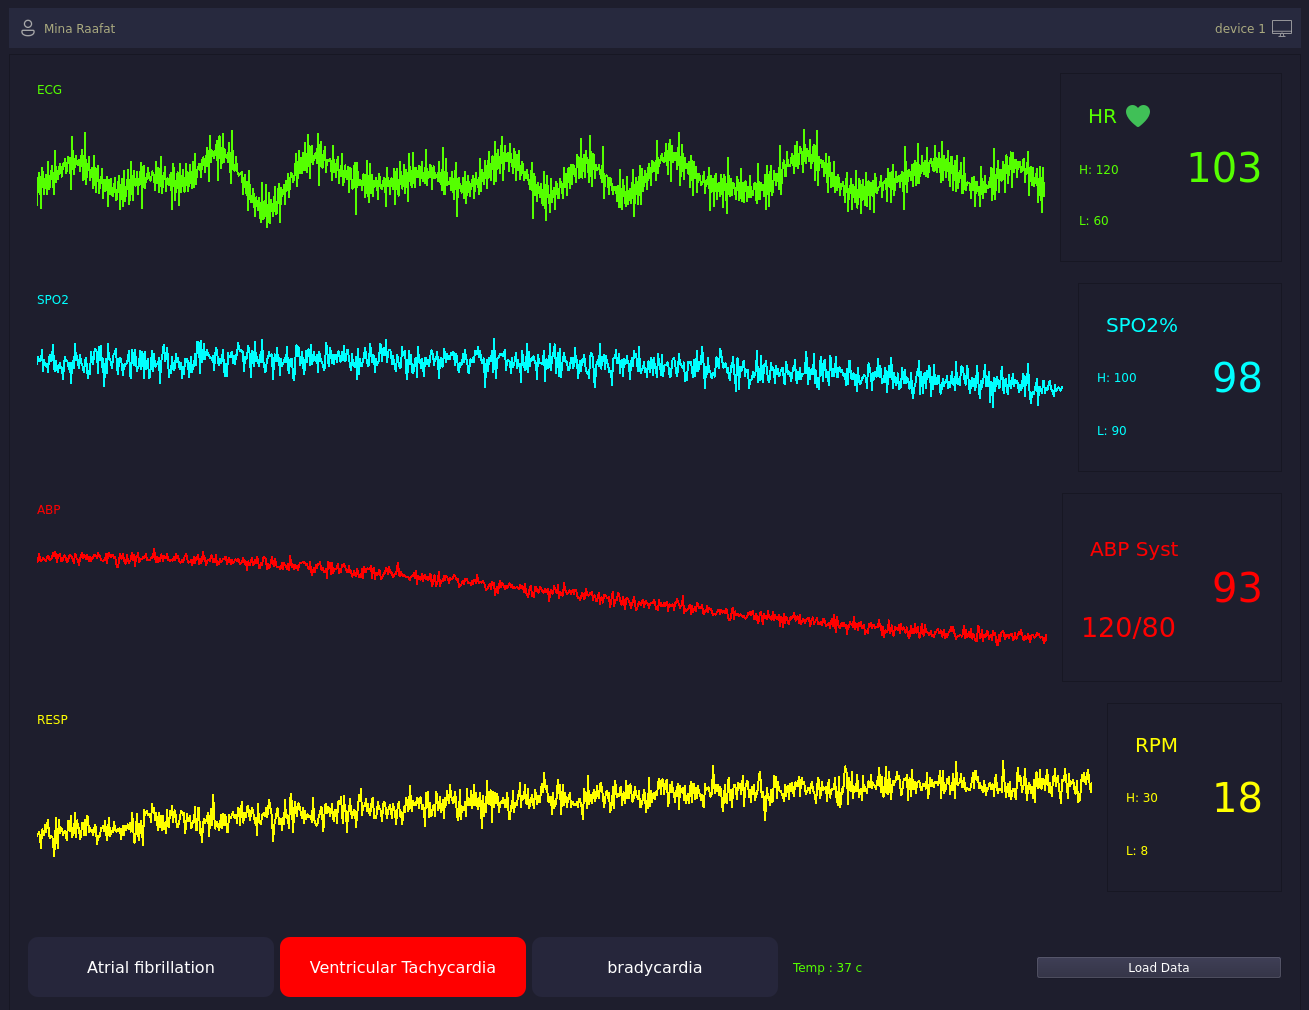 Mina Raafat
device 1
ECG
HR
H: 120
103
L: 60
SPO2
SPO2%
H: 100
98
L: 90
ABP
ABP Syst
93
120/80
RESP
RPM
H: 30
18
L: 8
Atrial fibrillation
Ventricular Tachycardia
bradycardia
Temp : 37 c
Load Data